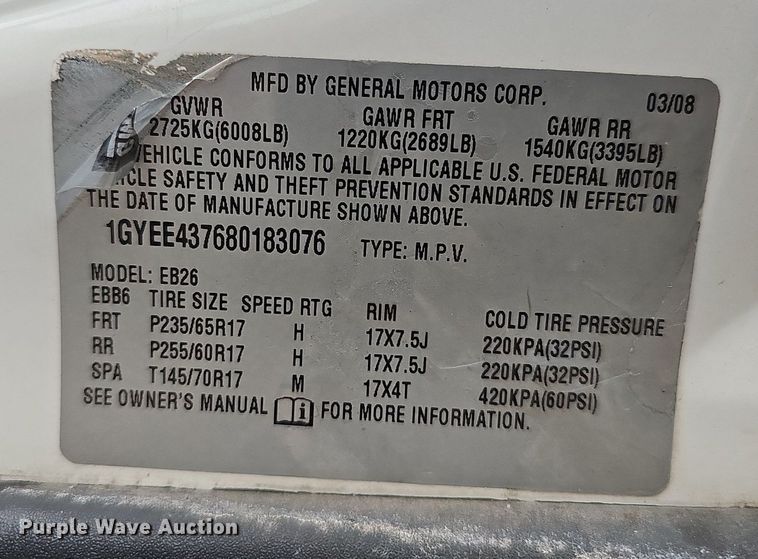 MFD BY GENERAL MOTORS CORP. 03/08
GVWR GAWR FRT GAWR RR
2725KG(6008LB) 1220KG(2689LB) 1540KG(3395LB)
VEHICLE CONFORMS TO ALL APPLICABLE U.S. FEDERAL MOTOR
SAFETY AND THEFT PREVENTION STANDARDS IN EFFECT ON
THE DATE OF MANUFACTURE SHOWN ABOVE.
1GYEE437680183076 TYPE: M.P.V.
MODEL: EB26
EBB6 TIRE SIZE SPEED RTG RIM COLD TIRE PRESSURE
FRT P235/65R17 H 17X7.5J 220KPA(32PSI)
RR P255/60R17 H 17X7.5J 220KPA(32PSI)
SPA T145/70R17 M 17X4T 420KPA(60PSI)
SEE OWNER'S MANUAL i FOR MORE INFORMATION.
Purple Wave Auction